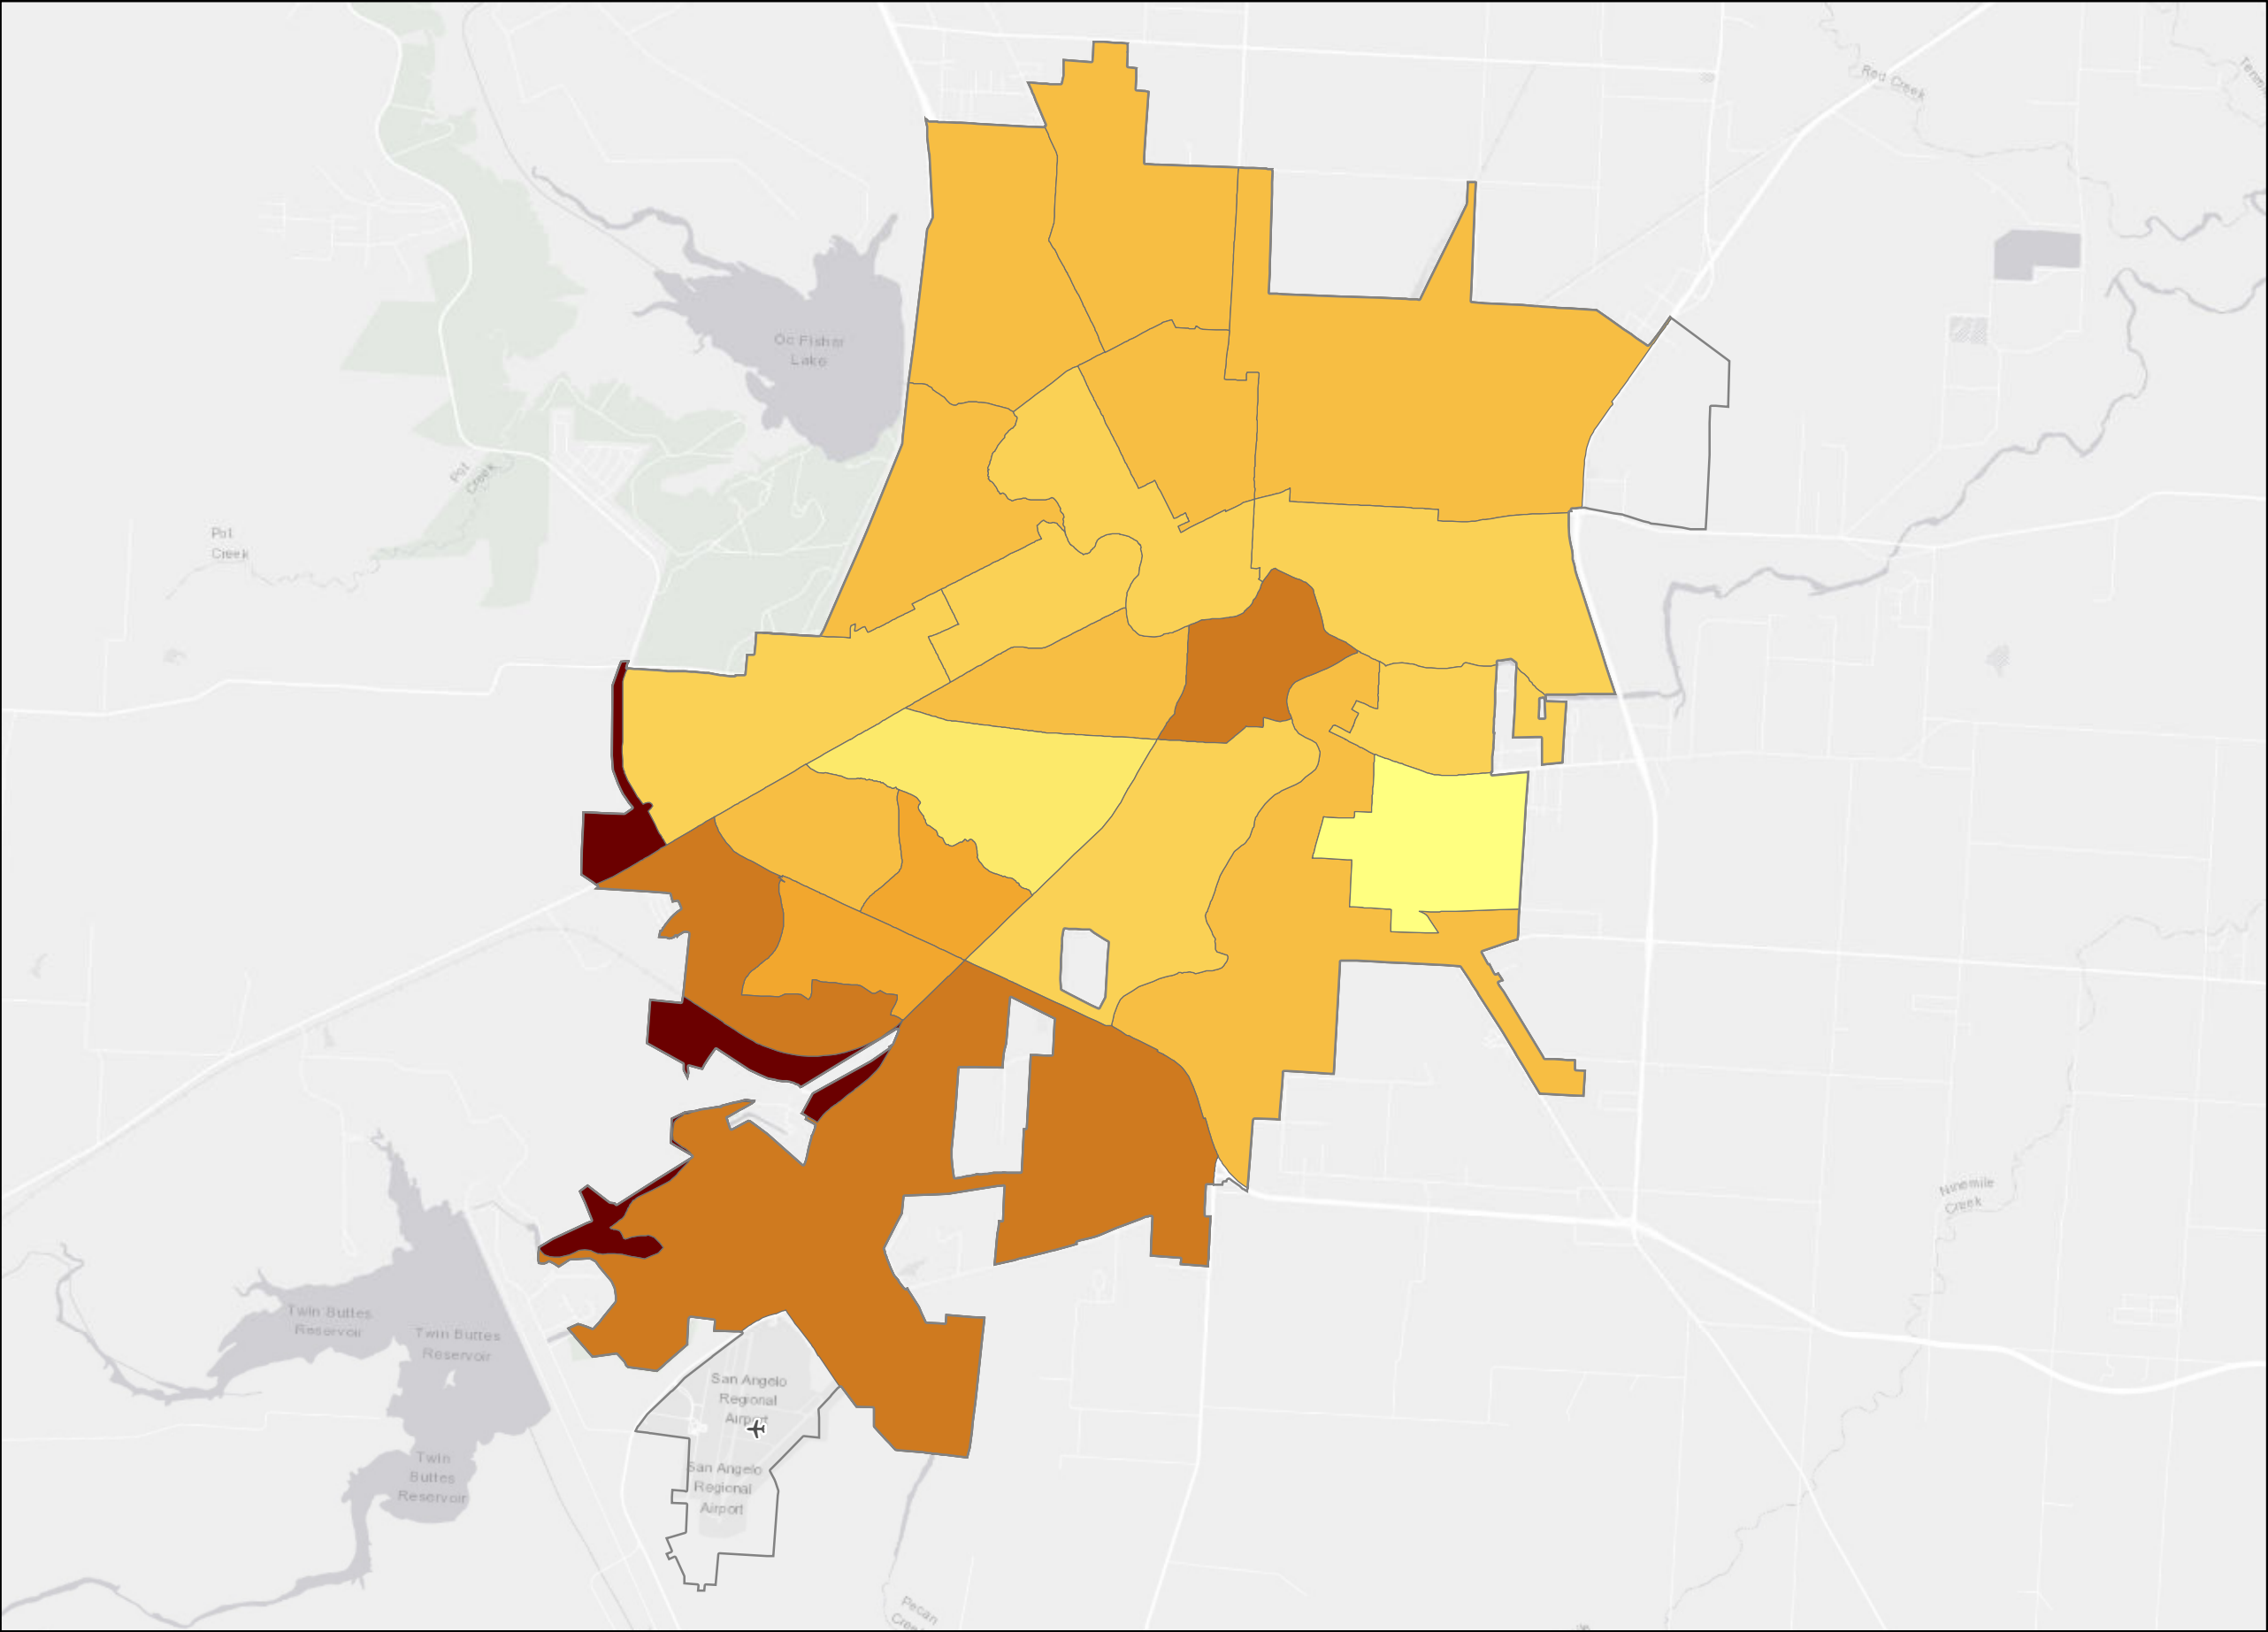 Red Creek
Oc Fisher
Lake
Pot
Creek
Pot
Creek
Ninemile
Creek
Twin Buttes
Reservoir
Twin Buttes
Reservoir
San Angelo
Regional
Airport
Twin
Buttes
Reservoir
San Angelo
Regional
Airport
Pecan